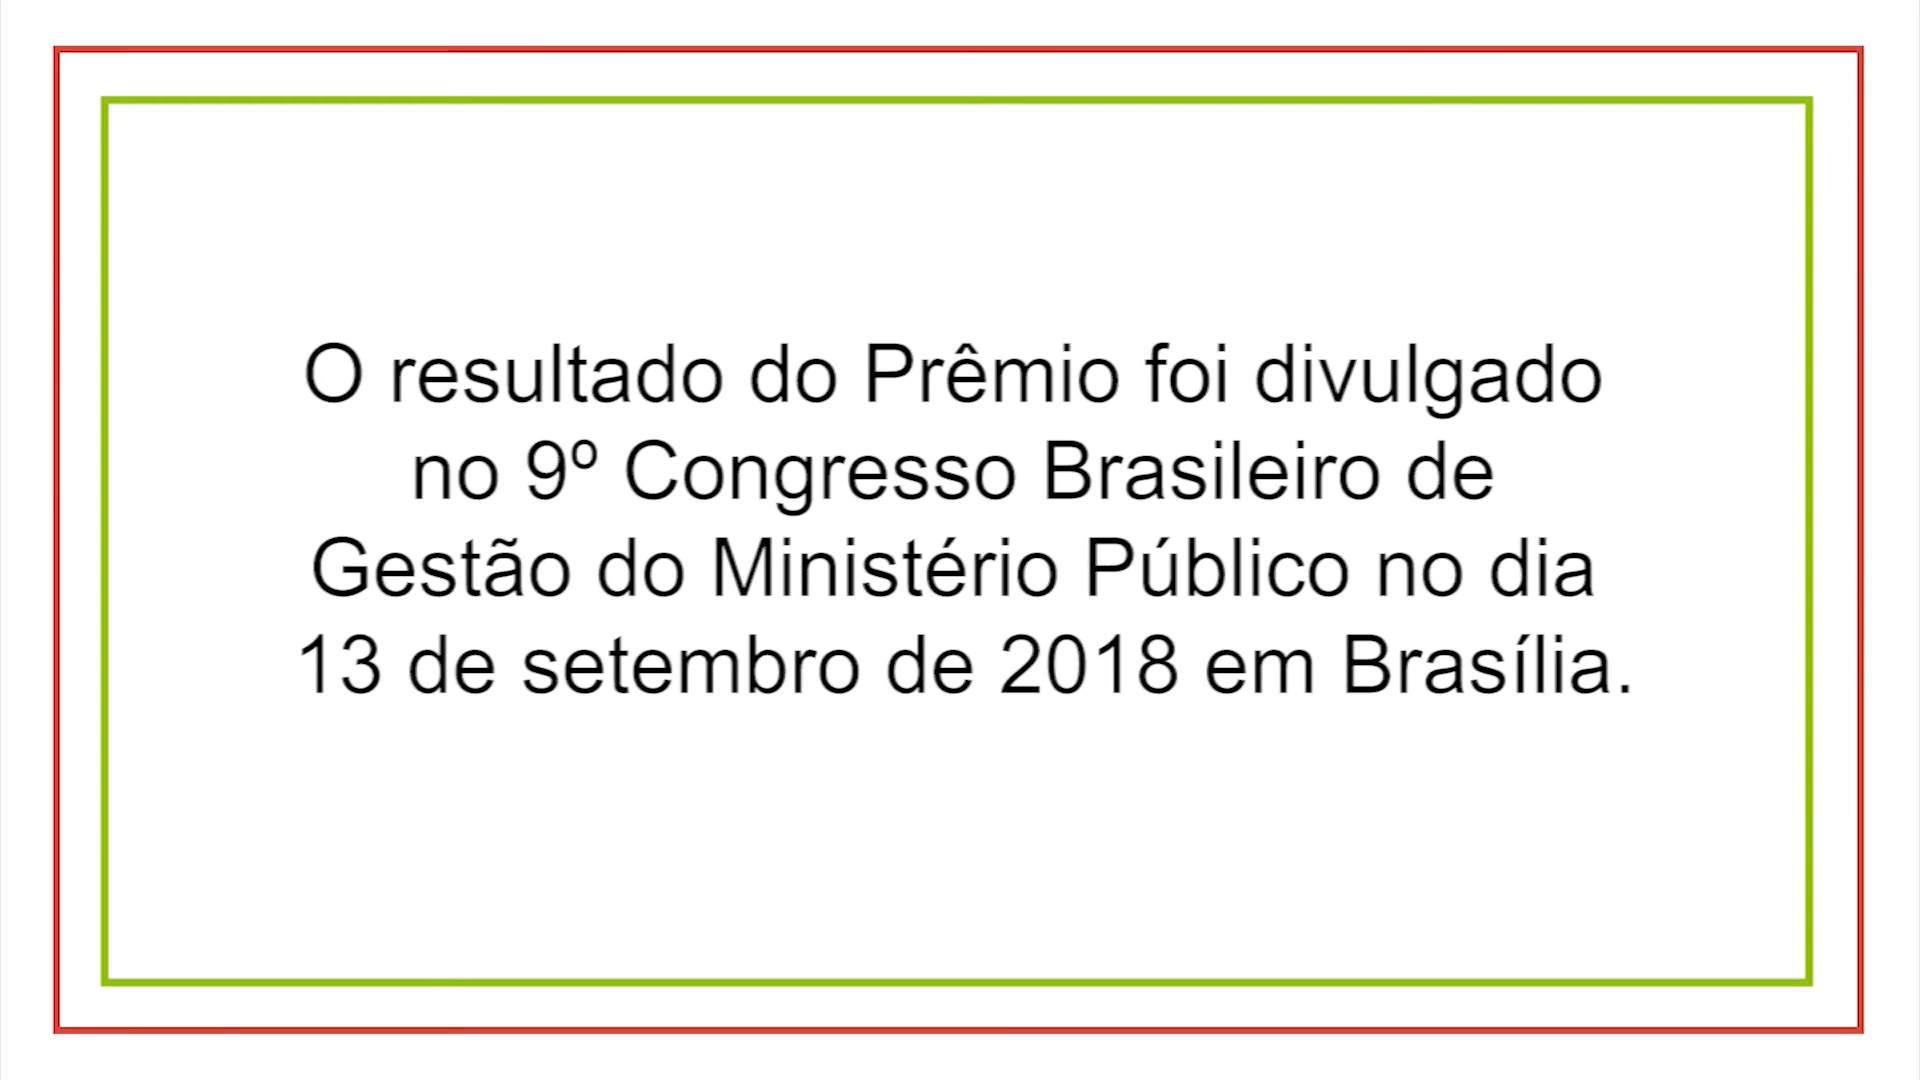 O resultado do Prêmio foi divulgado
no 9º Congresso Brasileiro de
Gestão do Ministério Público no dia
13 de setembro de 2018 em Brasília.